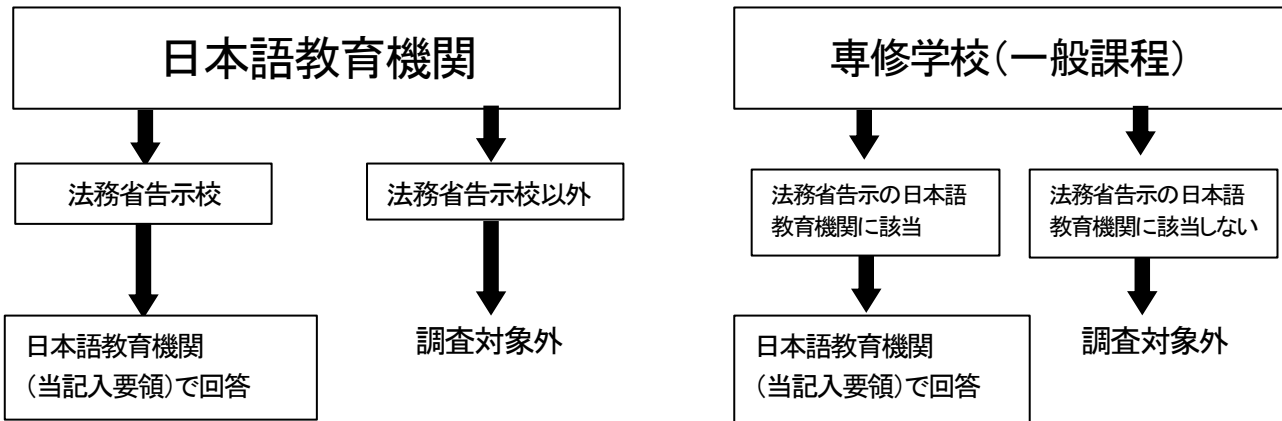 日本語教育機関
法務省告示校
法務省告示校以外
日本語教育機関
(当記入要領)で回答
調査対象外
専修学校(一般課程)
法務省告示の日本語
教育機関に該当
法務省告示の日本語
教育機関に該当しない
日本語教育機関
(当記入要領)で回答
調査対象外